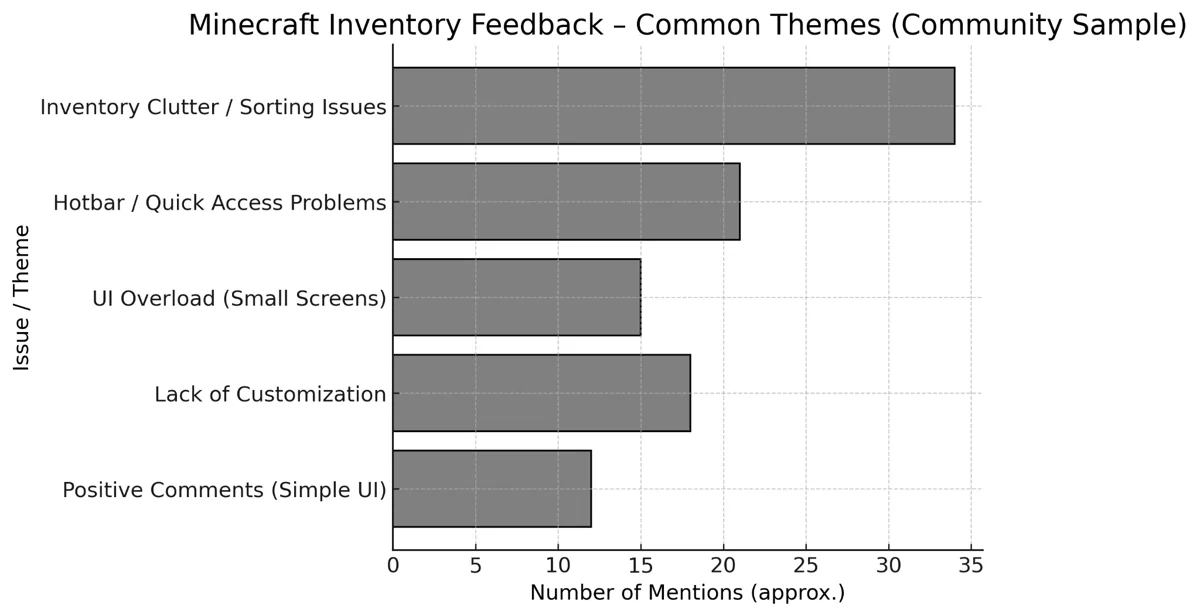 Minecraft Inventory Feedback – Common Themes (Community Sample)
Issue / Theme
Inventory Clutter / Sorting Issues
Hotbar / Quick Access Problems
UI Overload (Small Screens)
Lack of Customization
Positive Comments (Simple UI)
0 5 10 15 20 25 30 35
Number of Mentions (approx.)